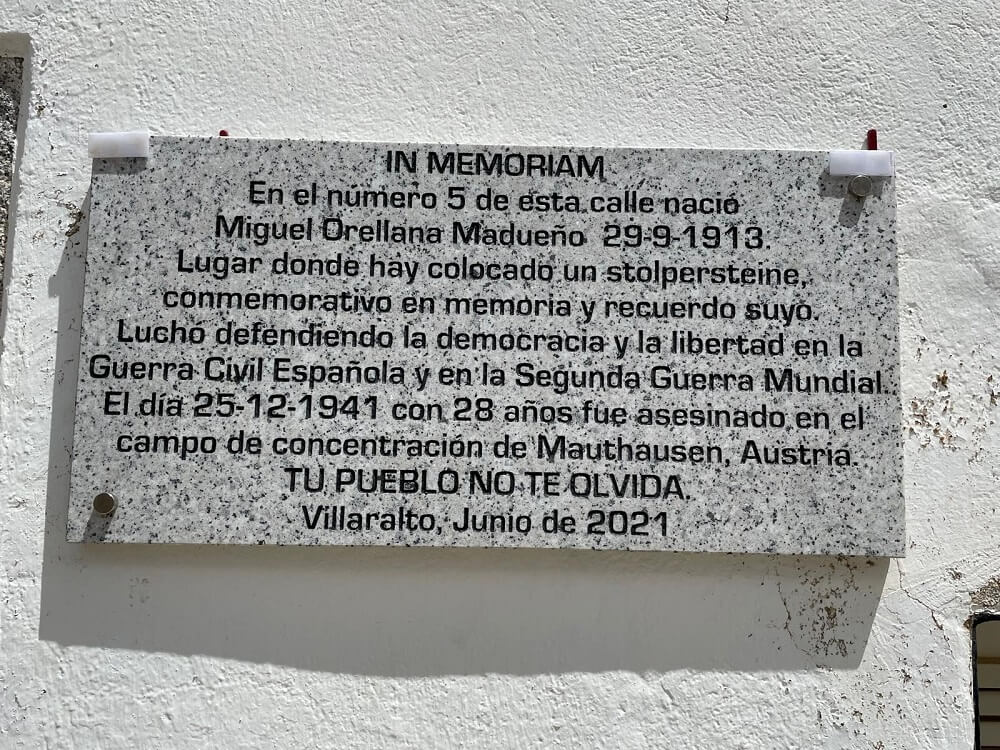 IN MEMORIAM
En el número 5 de esta calle nació
Miguel Orellana Madueño 29-9-1913.
Lugar donde hay colocado un stolpersteine,
conmemorativo en memoria y recuerdo suyo.
Luchó defendiendo la democracia y la libertad en la
Guerra Civil Española y en la Segunda Guerra Mundial.
El día 25-12-1941 con 28 años fue asesinado en el
campo de concentración de Mauthausen, Austria.
TU PUEBLO NO TE OLVIDA.
Villaralto, Junio de 2021